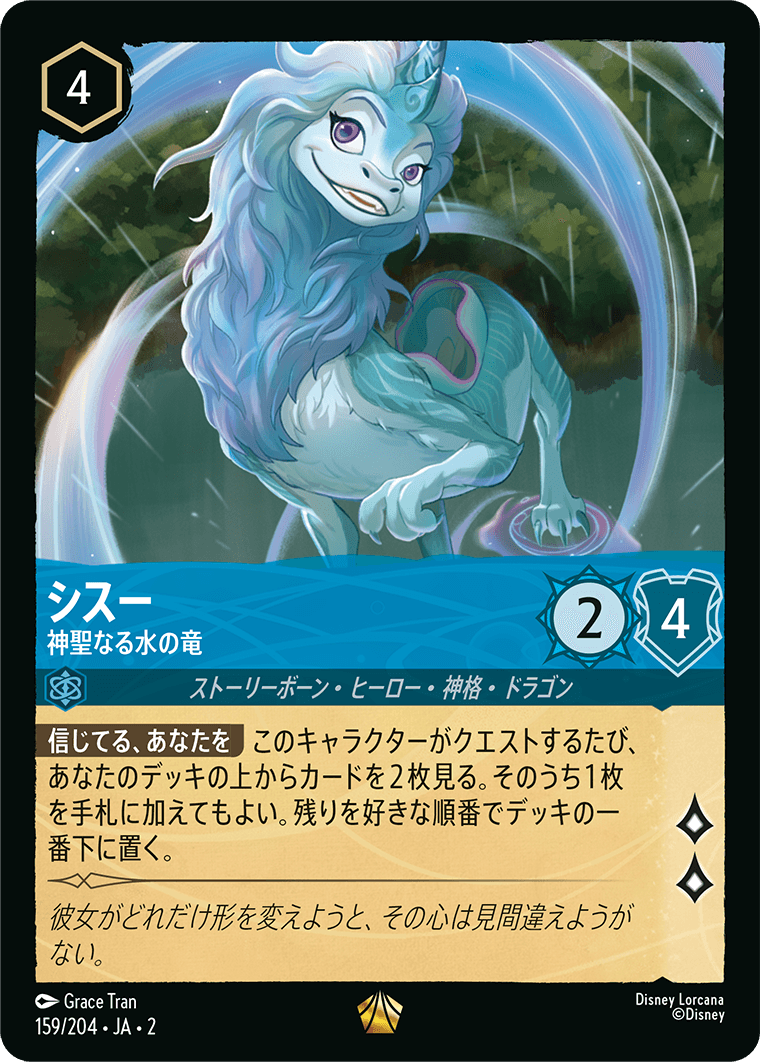 4
シスー
神聖なる水の竜
2
4
ストーリーボーン・ヒーロー・神格・ドラゴン
信じてる、あなたを このキャラクターがクエストするたび、
あなたのデッキの上からカードを2枚見る。そのうち1枚
を手札に加えてもよい。残りを好きな順番でデッキの一
番下に置く。
彼女がどれだけ形を変えようと、その心は見間違えようが
ない。
Grace Tran
159/204・JA・2
Disney Lorcana
©Disney